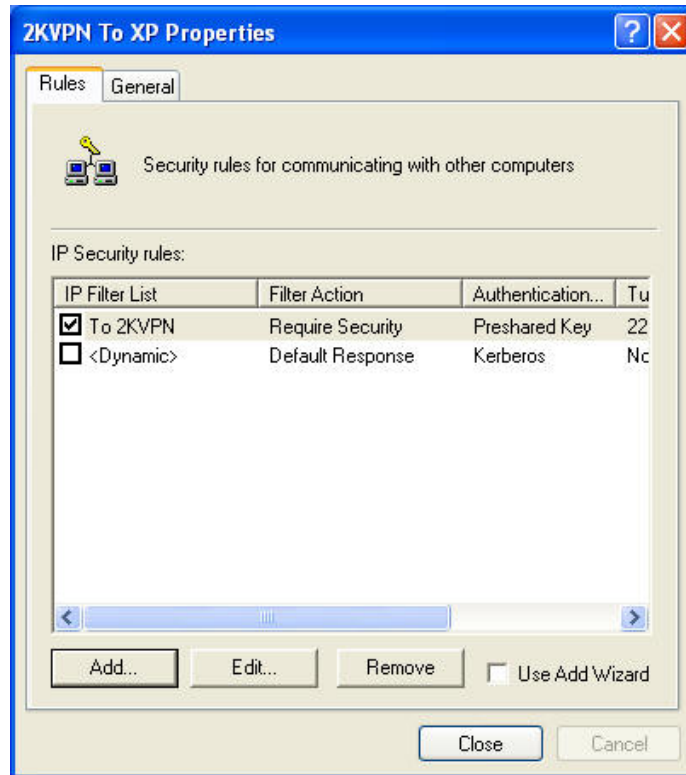 2KVPN To XP Properties
Rules General
Security rules for communicating with other computers
IP Security rules:
IP Filter List Filter Action Authentication... Tu
To 2KVPN Require Security Preshared Key 22
<Dynamic> Default Response Kerberos No
Add... Edit... Remove Use Add Wizard
Close Cancel